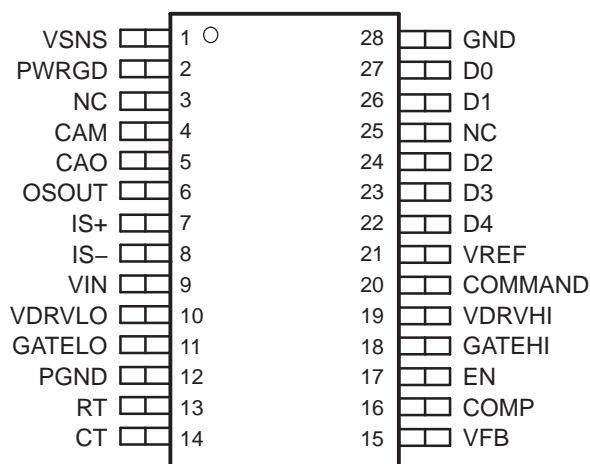 VSNS 1 28 GND
PWRGD 2 27 D0
NC 3 26 D1
CAM 4 25 NC
CAO 5 24 D2
OSOUT 6 23 D3
IS+ 7 22 D4
IS− 8 21 VREF
VIN 9 20 COMMAND
VDRVLO 10 19 VDRVHI
GATELO 11 18 GATEHI
PGND 12 17 EN
RT 13 16 COMP
CT 14 15 VFB